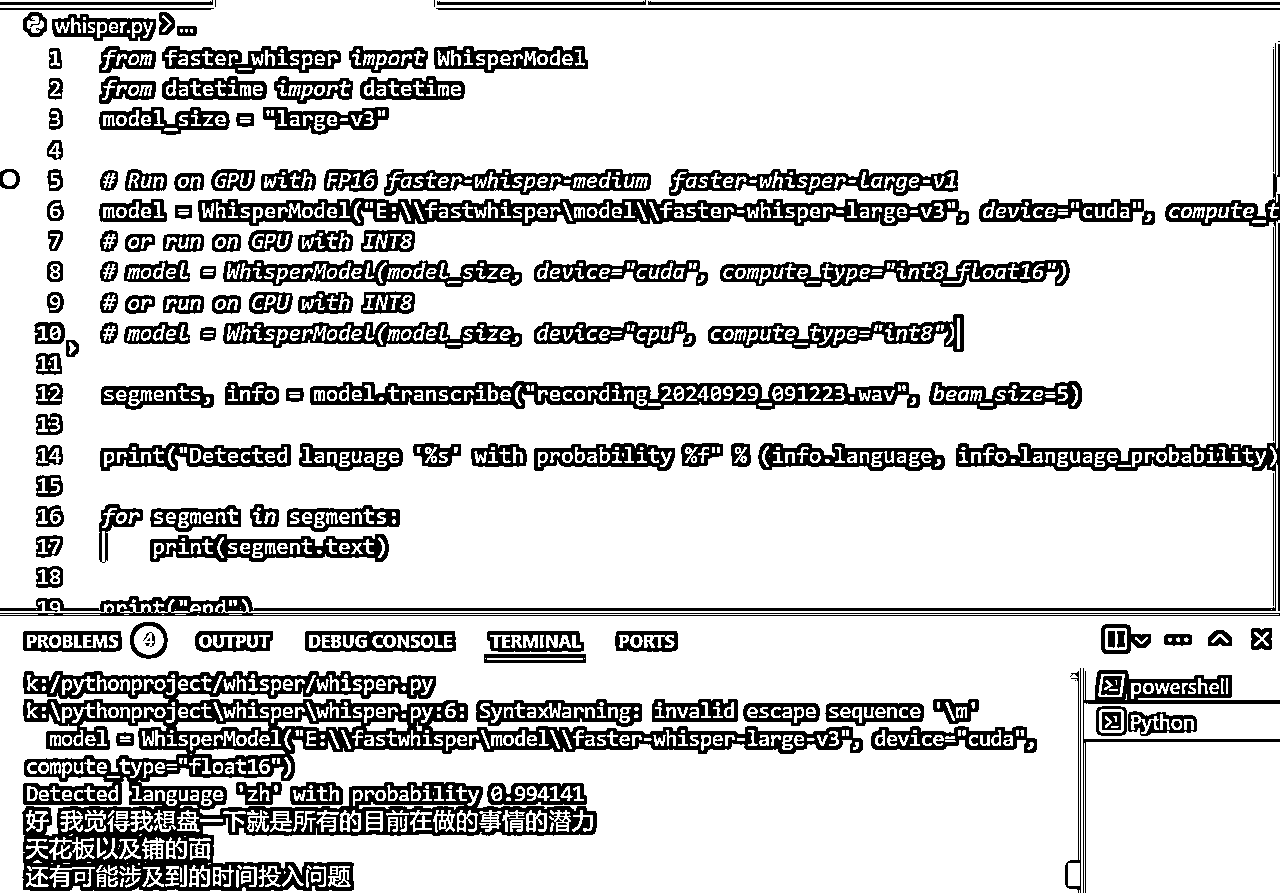 whisper.py > ...
1 from faster_whisper import WhisperModel
2 from datetime import datetime
3 model_size = "large-v3"
4
5 # Run on GPU with FP16 faster-whisper-medium  faster-whisper-large-v1
6 model = WhisperModel("E:\\fastwhisper\model\\faster-whisper-large-v3", device="cuda", compute_t
7 # or run on GPU with INT8
8 # model = WhisperModel(model_size, device="cuda", compute_type="int8_float16")
9 # or run on CPU with INT8
10 # model = WhisperModel(model_size, device="cpu", compute_type="int8")
11
12 segments, info = model.transcribe("recording_20240929_091223.wav", beam_size=5)
13
14 print("Detected language '%s' with probability %f" % (info.language, info.language_probability)
15
16 for segment in segments:
17     print(segment.text)
18
19 print("end")
PROBLEMS 4 OUTPUT DEBUG CONSOLE TERMINAL PORTS
k:/pythonproject/whisper/whisper.py
k:\pythonproject\whisper\whisper.py:6: SyntaxWarning: invalid escape sequence '\m'
  model = WhisperModel("E:\\fastwhisper\model\\faster-whisper-large-v3", device="cuda",
compute_type="float16")
Detected language 'zh' with probability 0.994141
好 我觉得我想盘一下就是所有的目前在做的事情的潜力
天花板以及铺的面
还有可能涉及到的时间投入问题
powershell
Python